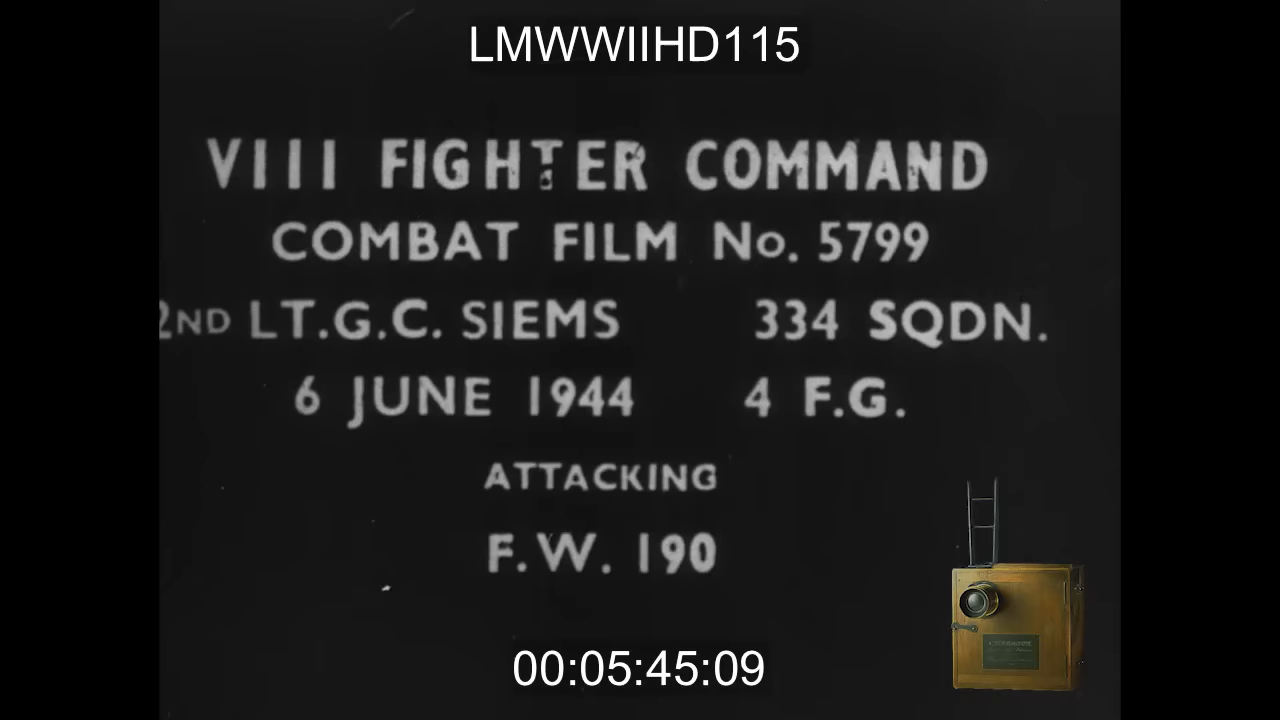 LMWWIIHD115
VIII FIGHTER COMMAND
COMBAT FILM No. 5799
2ND LT.G.C. SIEMS 334 SQDN.
6 JUNE 1944 4 F.G.
ATTACKING
F.W. 190
00:05:45:09